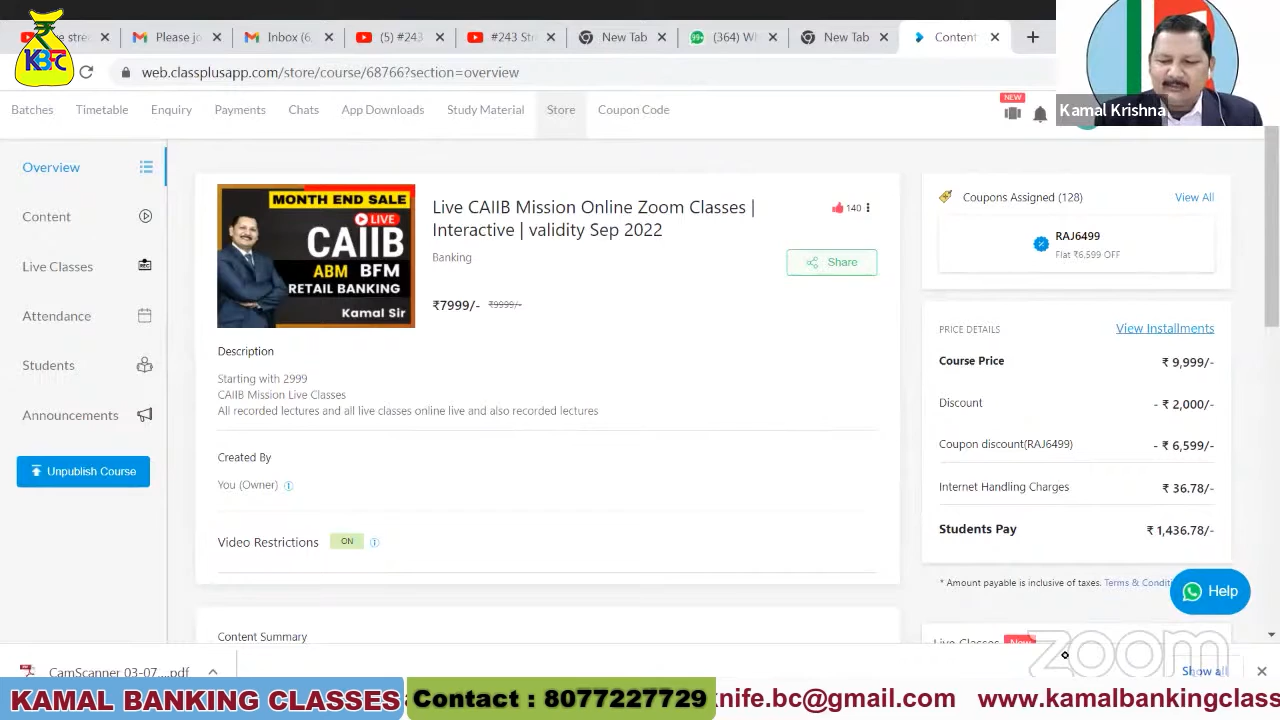 KBC
e stre
Please jo
Inbox (6,
(5) #243
#243 Str
New Tab
99+
(364) W
New Tab
Content
web.classplusapp.com/store/course/68766?section=overview
Kamal Krishna
Batches
Timetable
Enquiry
Payments
Chats
App Downloads
Study Material
Store
Coupon Code
NEW
Overview
Content
Live Classes
REC
Attendance
Students
Announcements
Unpublish Course
MONTH END SALE
LIVE
CAIIB
ABM BFM
RETAIL BANKING
Kamal Sir
Live CAIIB Mission Online Zoom Classes |
Interactive | validity Sep 2022
140
Banking
Share
₹7999/- ₹9999/-
Description
Starting with 2999
CAIIB Mission Live Classes
All recorded lectures and all live classes online live and also recorded lectures
Created By
You (Owner)
Video Restrictions ON
Content Summary
Coupons Assigned (128)
View All
RAJ6499
Flat ₹6,599 OFF
PRICE DETAILS
View Installments
Course Price ₹ 9,999/-
Discount - ₹ 2,000/-
Coupon discount(RAJ6499) - ₹ 6,599/-
Internet Handling Charges ₹ 36.78/-
Students Pay ₹ 1,436.78/-
* Amount payable is inclusive of taxes. Terms & Conditi
Help
Live Classes New
zoom
CamScanner 03-07....pdf
Show all
KAMAL BANKING CLASSES
Contact : 8077227729
knife.bc@gmail.com www.kamalbankingclass